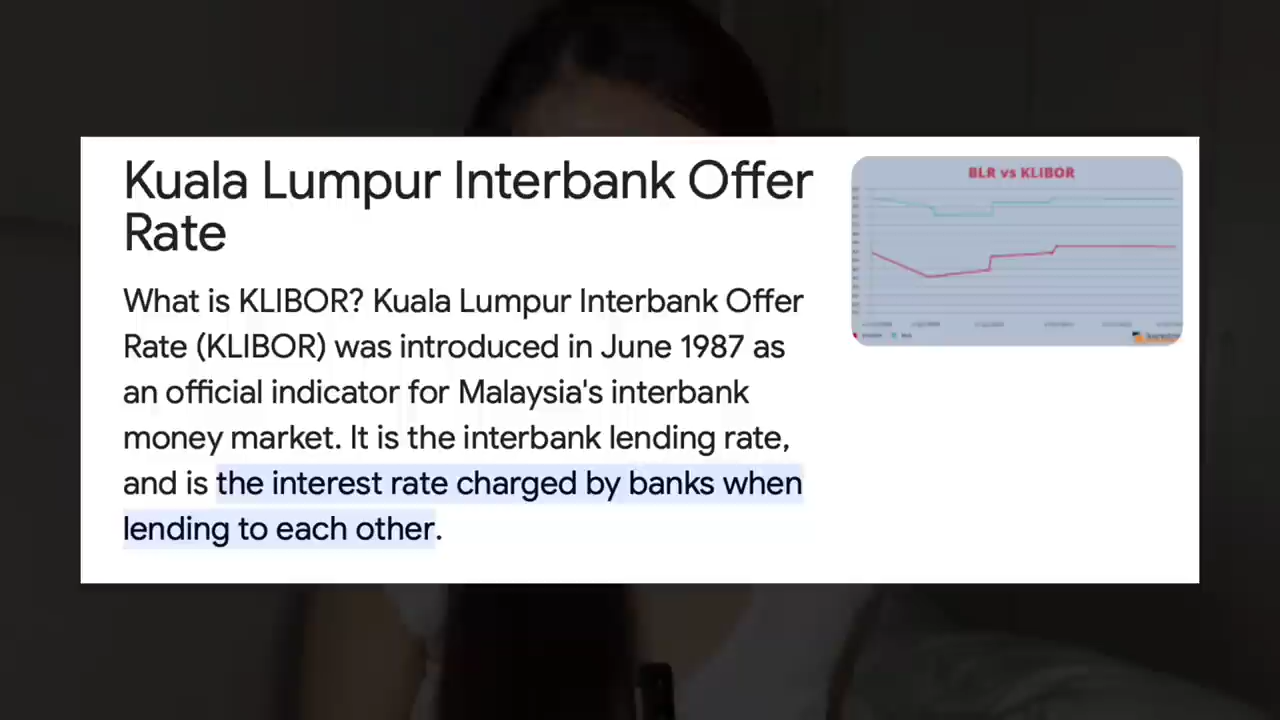 Kuala Lumpur Interbank Offer
Rate
What is KLIBOR? Kuala Lumpur Interbank Offer
Rate (KLIBOR) was introduced in June 1987 as
an official indicator for Malaysia's interbank
money market. It is the interbank lending rate,
and is the interest rate charged by banks when
lending to each other.
BLR vs KLIBOR